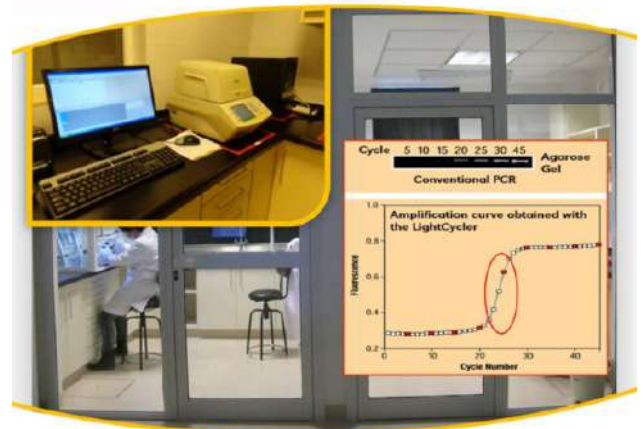 Cycle 5 10 15 20 25 30 45 Agarose
Gel
Conventional PCR
Amplification curve obtained with
the LightCycler
1.0
0.8
0.6
0.4
0.2
Fluorescence
0 20 30 40
Cycle Number